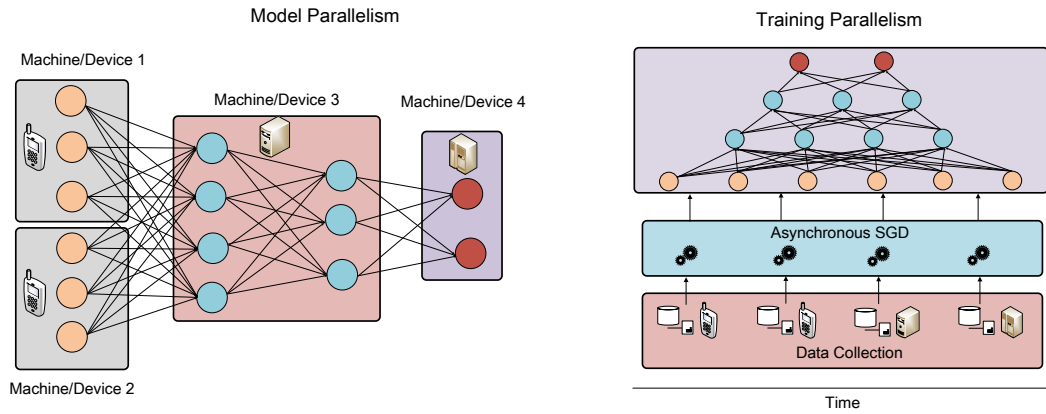 Model Parallelism
Machine/Device 1
Machine/Device 3
Machine/Device 4
Machine/Device 2
Training Parallelism
Asynchronous SGD
Data Collection
Time